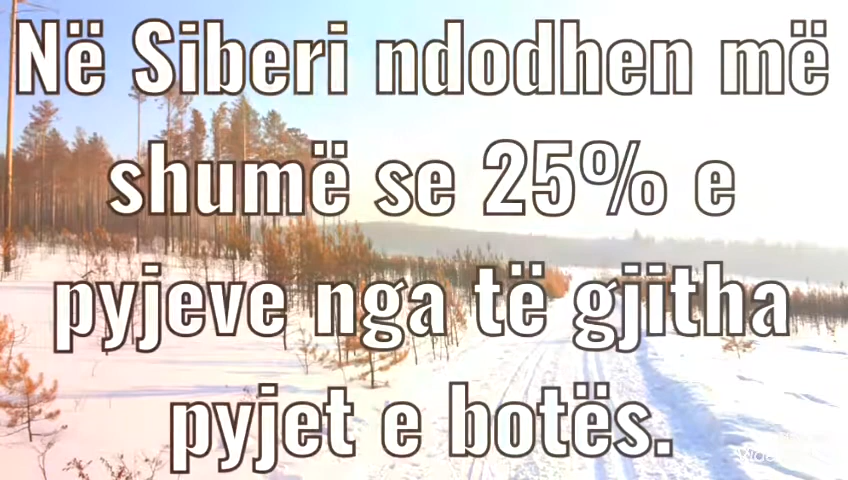 Në Siberi ndodhen më
shumë se 25% e
pyjeve nga të gjitha
pyjet e botës.